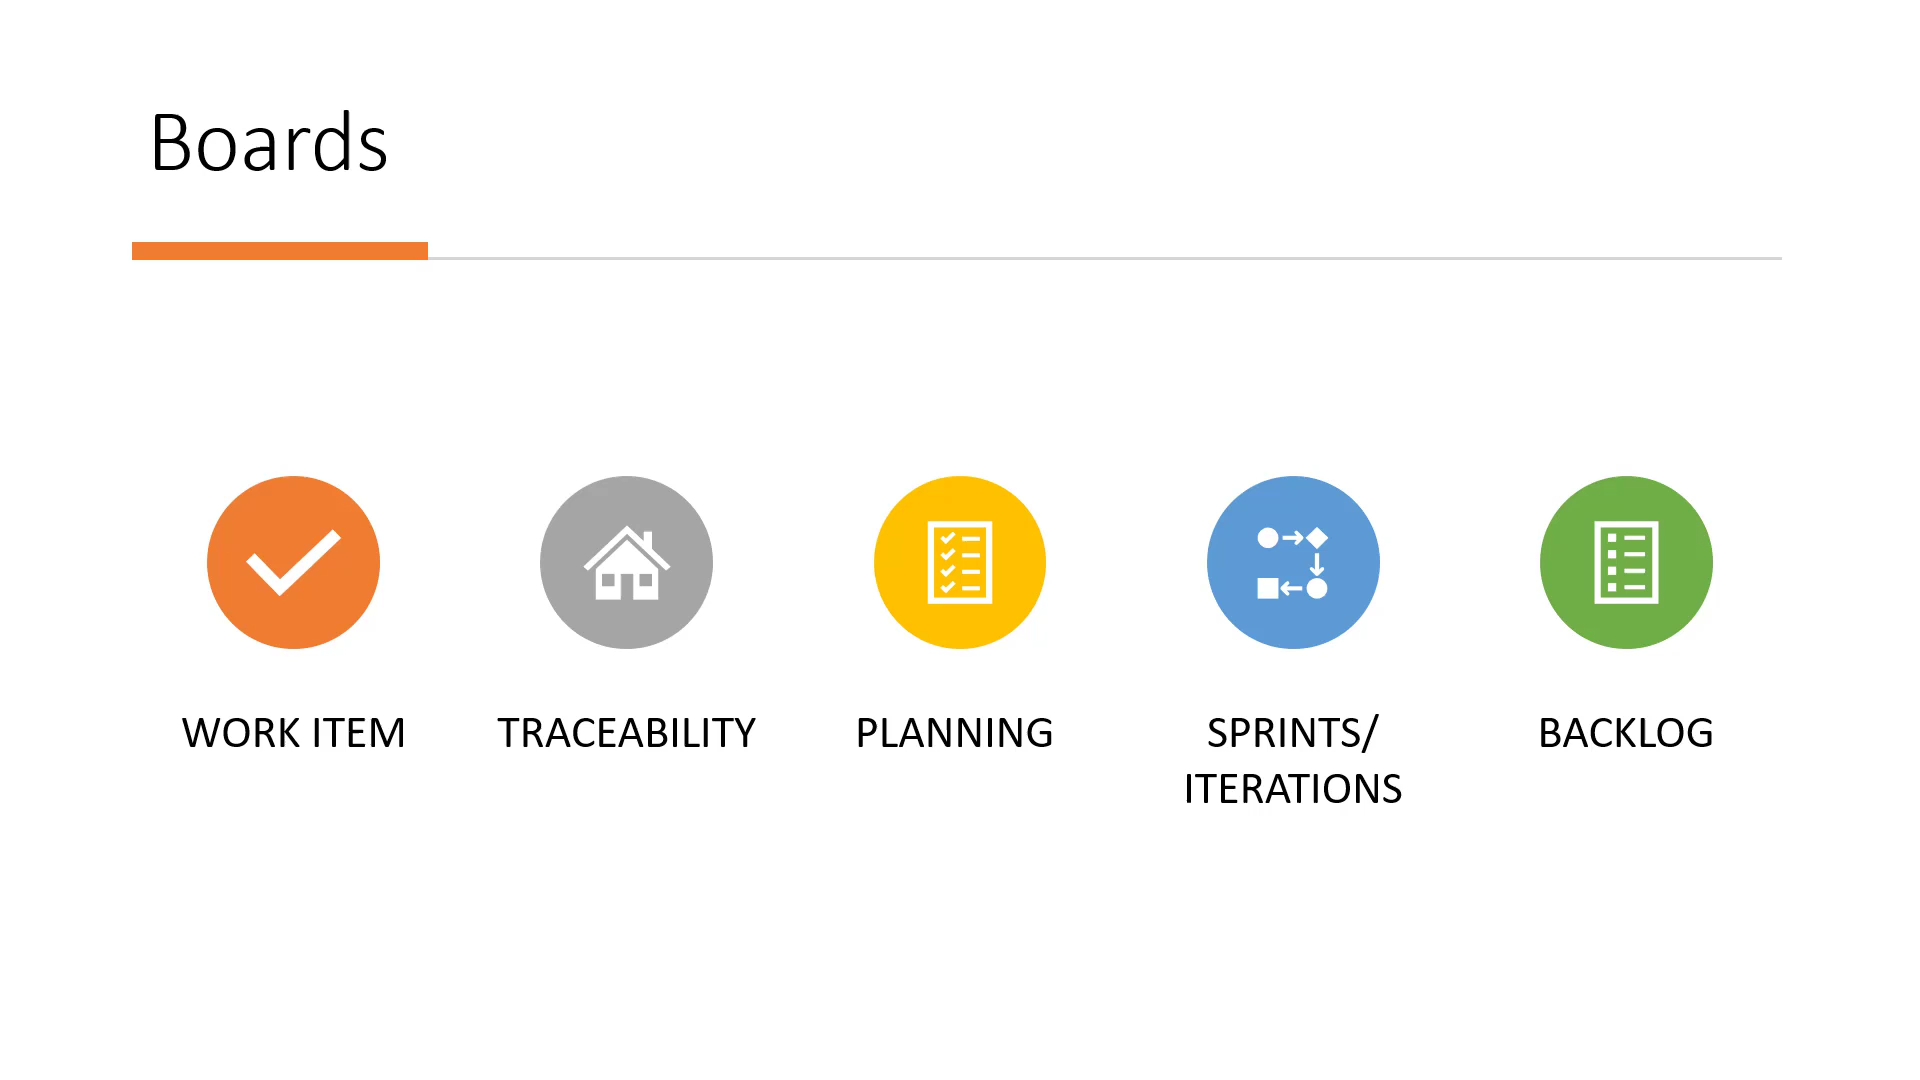 Boards
WORK ITEM
TRACEABILITY
PLANNING
SPRINTS/
ITERATIONS
BACKLOG